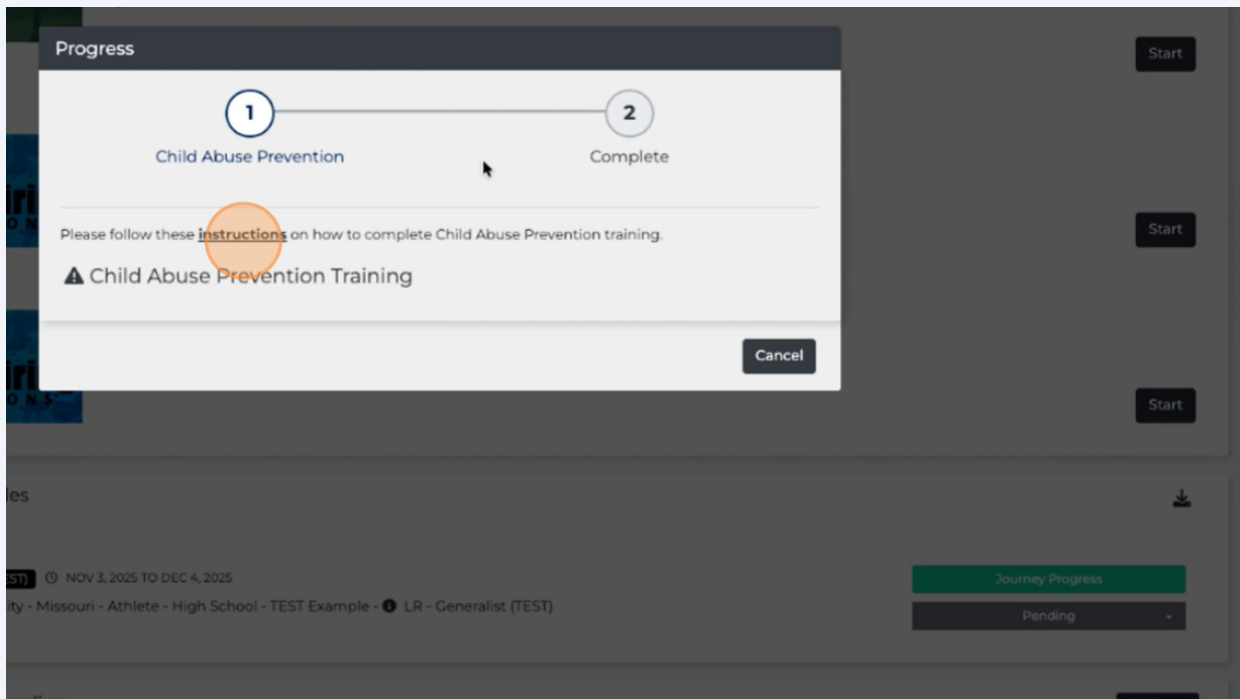 Progress
Start
1
2
Child Abuse Prevention
Complete
Start
Please follow these instructions on how to complete Child Abuse Prevention training.
Child Abuse Prevention Training
Cancel
Start
NOV 3, 2025 TO DEC 4, 2025
Journey Progress
- Missouri - Athlete - High School - TEST Example - LR - Generalist (TEST)
Pending